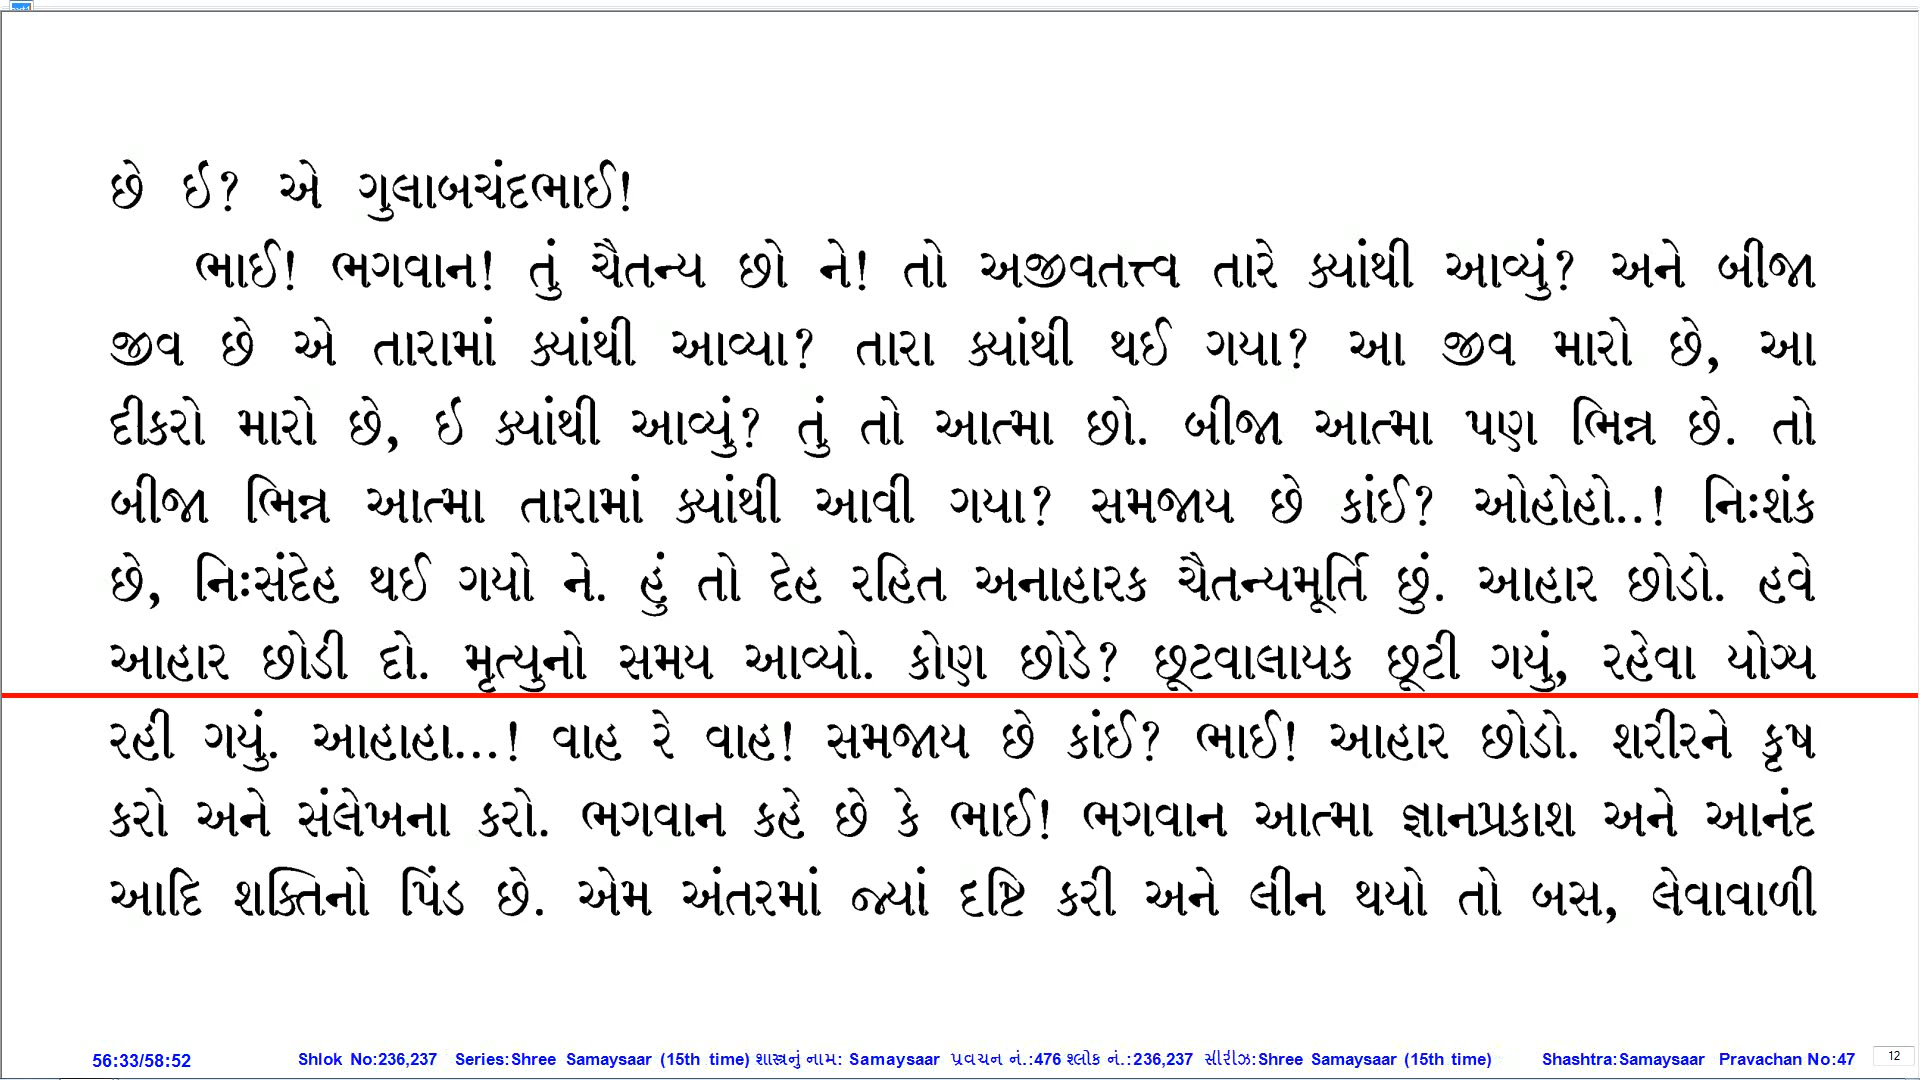 છે ઈ? એ ગુલાબચંદભાઈ!
ભાઈ! ભગવાન! તું ચૈતન્ય છો ને! તો અજીવતત્ત્વ તારે ક્યાંથી આવ્યું? અને બીજા
જીવ છે એ તારામાં ક્યાંથી આવ્યા? તારા ક્યાંથી થઈ ગયા? આ જીવ મારો છે, આ
દીકરો મારો છે, ઈ ક્યાંથી આવ્યું? તું તો આત્મા છો. બીજા આત્મા પણ ભિન્ન છે. તો
બીજા ભિન્ન આત્મા તારામાં ક્યાંથી આવી ગયા? સમજાય છે કાંઈ? ઓહોહો..! નિઃશંક
છે, નિઃસંદેહ થઈ ગયો ને. હું તો દેહ રહિત અનાહારક ચૈતન્યમૂર્તિ છું. આહાર છોડો. હવે
આહાર છોડી દો. મૃત્યુનો સમય આવ્યો. કોણ છોડે? છૂટવાલાયક છૂટી ગયું, રહેવા યોગ્ય
રહી ગયું. આહાહા...! વાહ રે વાહ! સમજાય છે કાંઈ? ભાઈ! આહાર છોડો. શરીરને કૃષ
કરો અને સંલેખના કરો. ભગવાન કહે છે કે ભાઈ! ભગવાન આત્મા જ્ઞાનપ્રકાશ અને આનંદ
આદિ શક્તિનો પિંડ છે. એમ અંતરમાં જ્યાં દૃષ્ટિ કરી અને લીન થયો તો બસ, લેવાવાળી
56:33/58:52 Shlok No:236,237 Series:Shree Samaysaar (15th time) શાસ્ત્રનું નામ: Samaysaar પ્રવચન નં.:476 શ્લોક નં.:236,237 સીરીઝ:Shree Samaysaar (15th time) Shashtra:Samaysaar Pravachan No:47 12